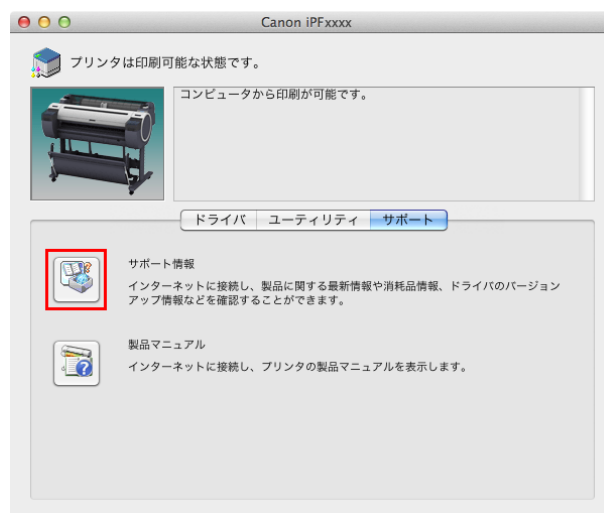 Canon iPFxxxx
プリンタは印刷可能な状態です。
コンピュータから印刷が可能です。
ドライバ ユーティリティ サポート
サポート情報
インターネットに接続し、製品に関する最新情報や消耗品情報、ドライバのバージョン
アップ情報などを確認することができます。
製品マニュアル
インターネットに接続し、プリンタの製品マニュアルを表示します。